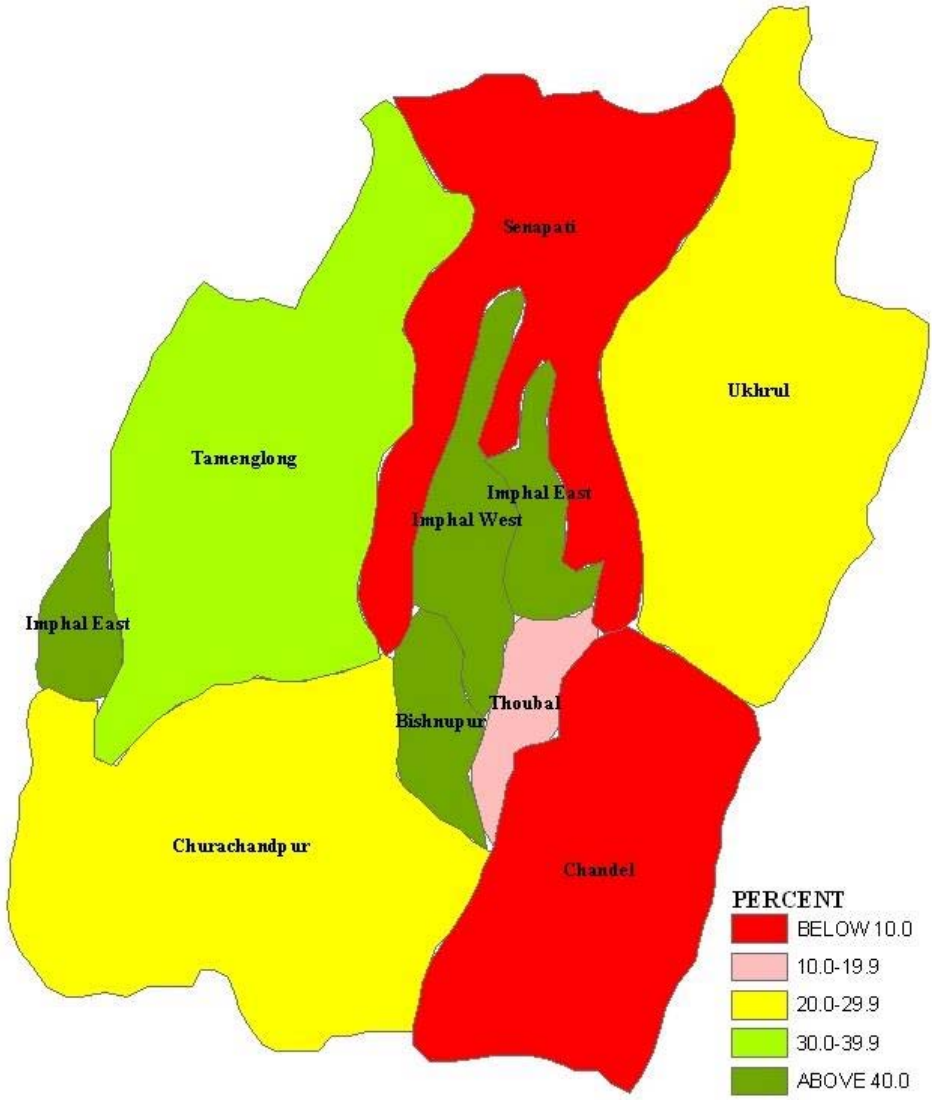 Senapati
Ukhrul
Tamenglong
Imphal East
Imphal West
Imphal East
Bishnupur
Thoubal
Churachandpur
Chandel
PERCENT
BELOW 10.0
10.0-19.9
20.0-29.9
30.0-39.9
ABOVE 40.0